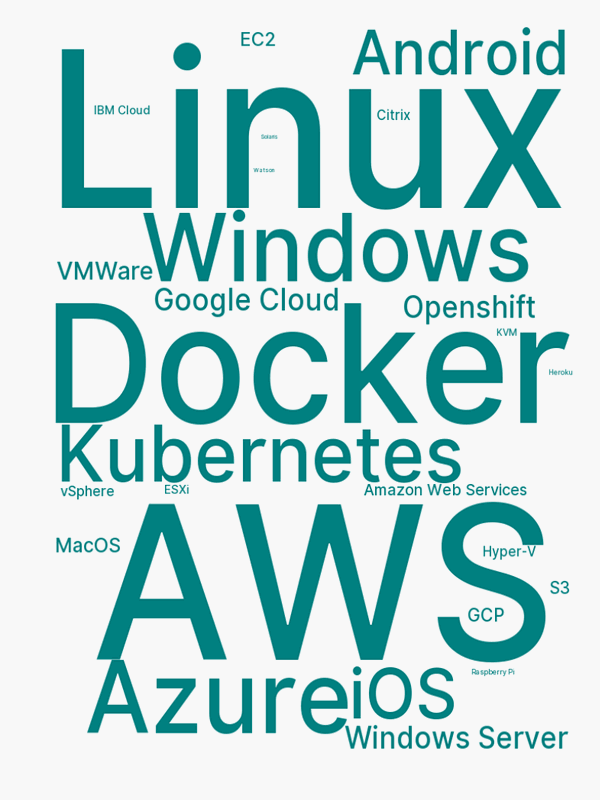 EC2
Android
Linux
IBM Cloud
Citrix
Solaris
Watson
Windows
VMWare
Google Cloud
Openshift
Docker
KVM
Heroku
Kubernetes
vSphere
ESXi
Amazon Web Services
AWS
MacOS
Hyper-V
S3
GCP
Raspberry Pi
Azure
iOS
Windows Server